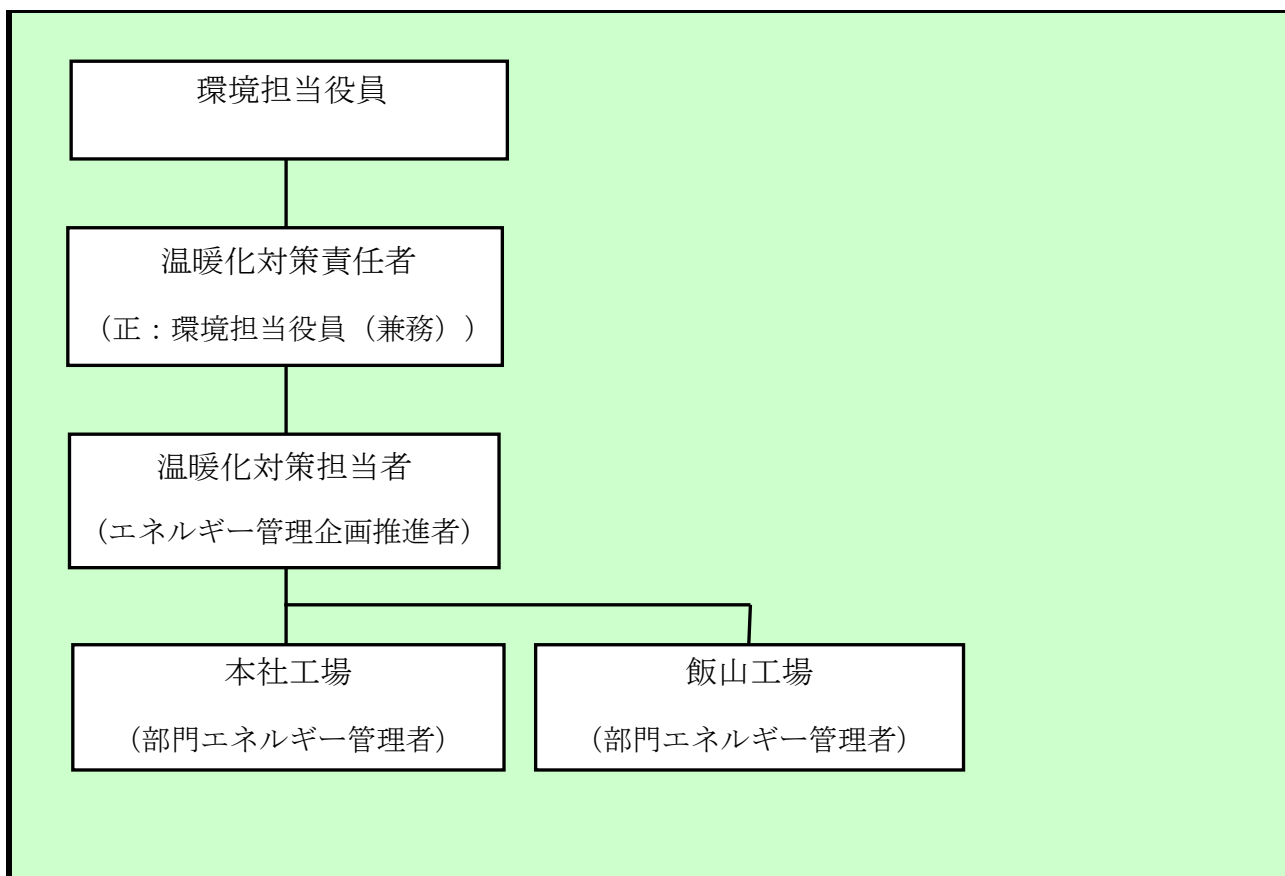 環境担当役員
温暖化対策責任者
（正：環境担当役員（兼務））
温暖化対策担当者
（エネルギー管理企画推進者）
本社工場
（部門エネルギー管理者）
飯山工場
（部門エネルギー管理者）